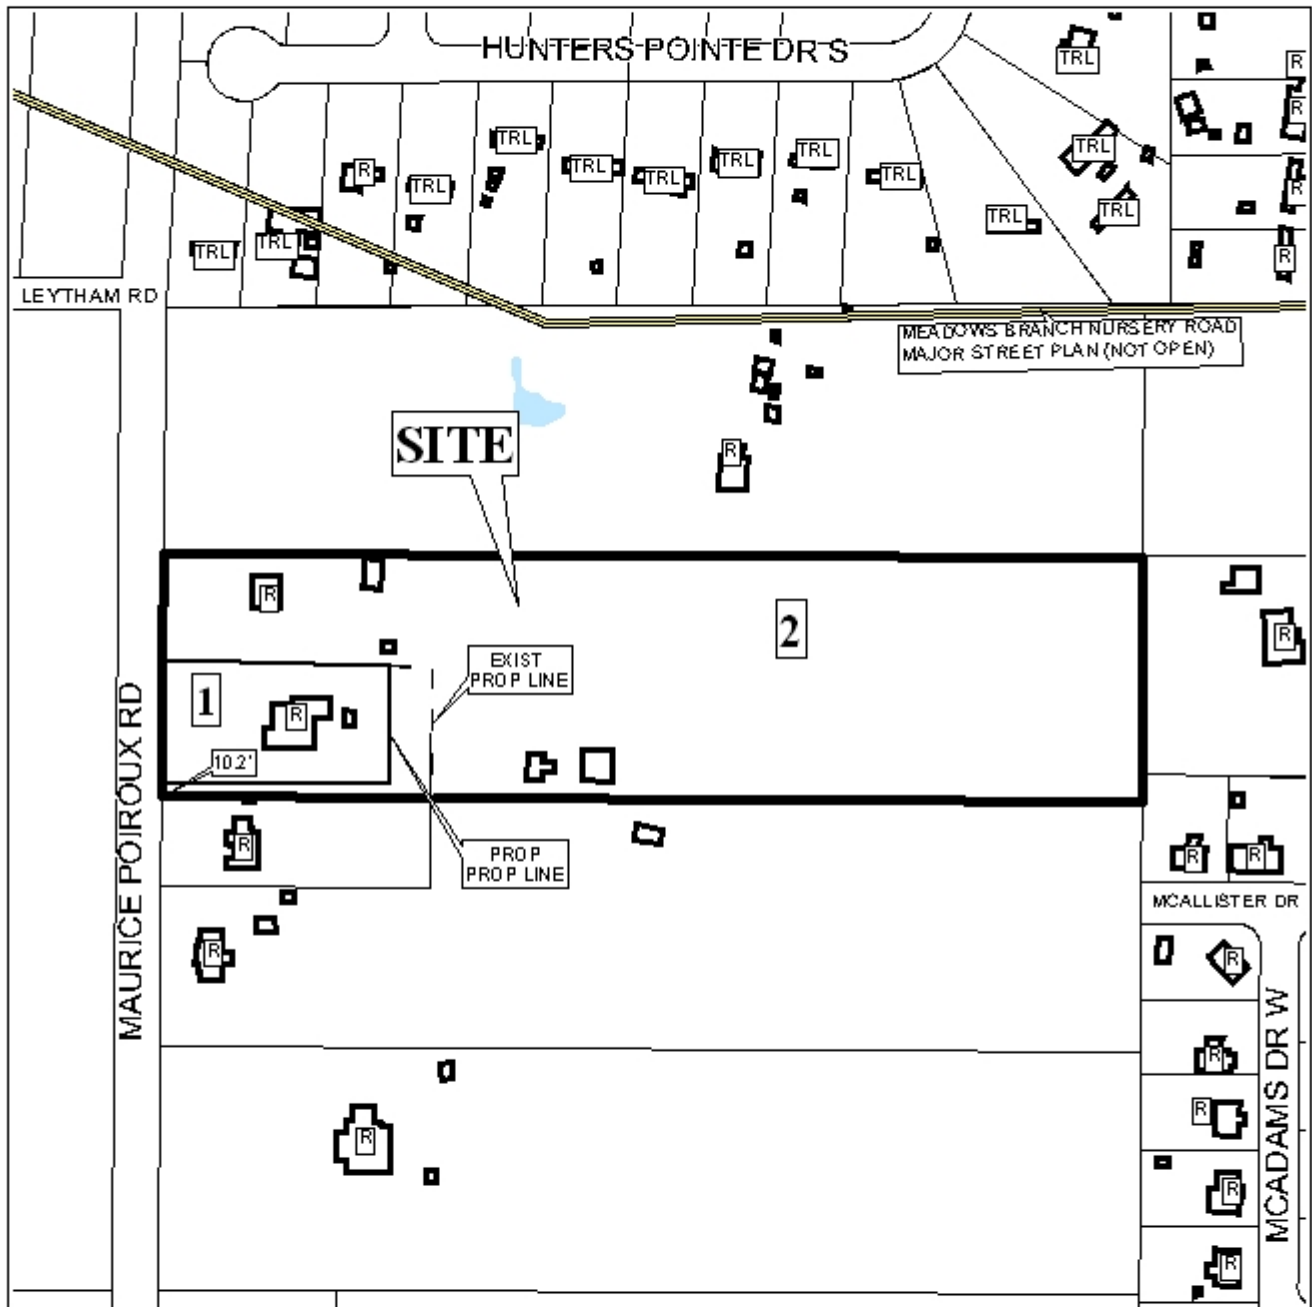 HUNTERS POINTE DR S
TRL
R
R
R
TRL
TRL
TRL
R
TRL
TRL
TRL
TRL
TRL
R
TRL
TRL
TRL
TRL
R
LEYTHAM RD
MEADOWS BRANCH NURSERY ROAD
MAJOR STREET PLAN (NOT OPEN)
SITE
R
R
2
R
EXIST
PROP LINE
1
R
MAURICE POIROUX RD
10.2'
R
PROP
PROP LINE
R
R
MCALLISTER DR
R
R
MCADAMS DR W
R
R
R
R
R